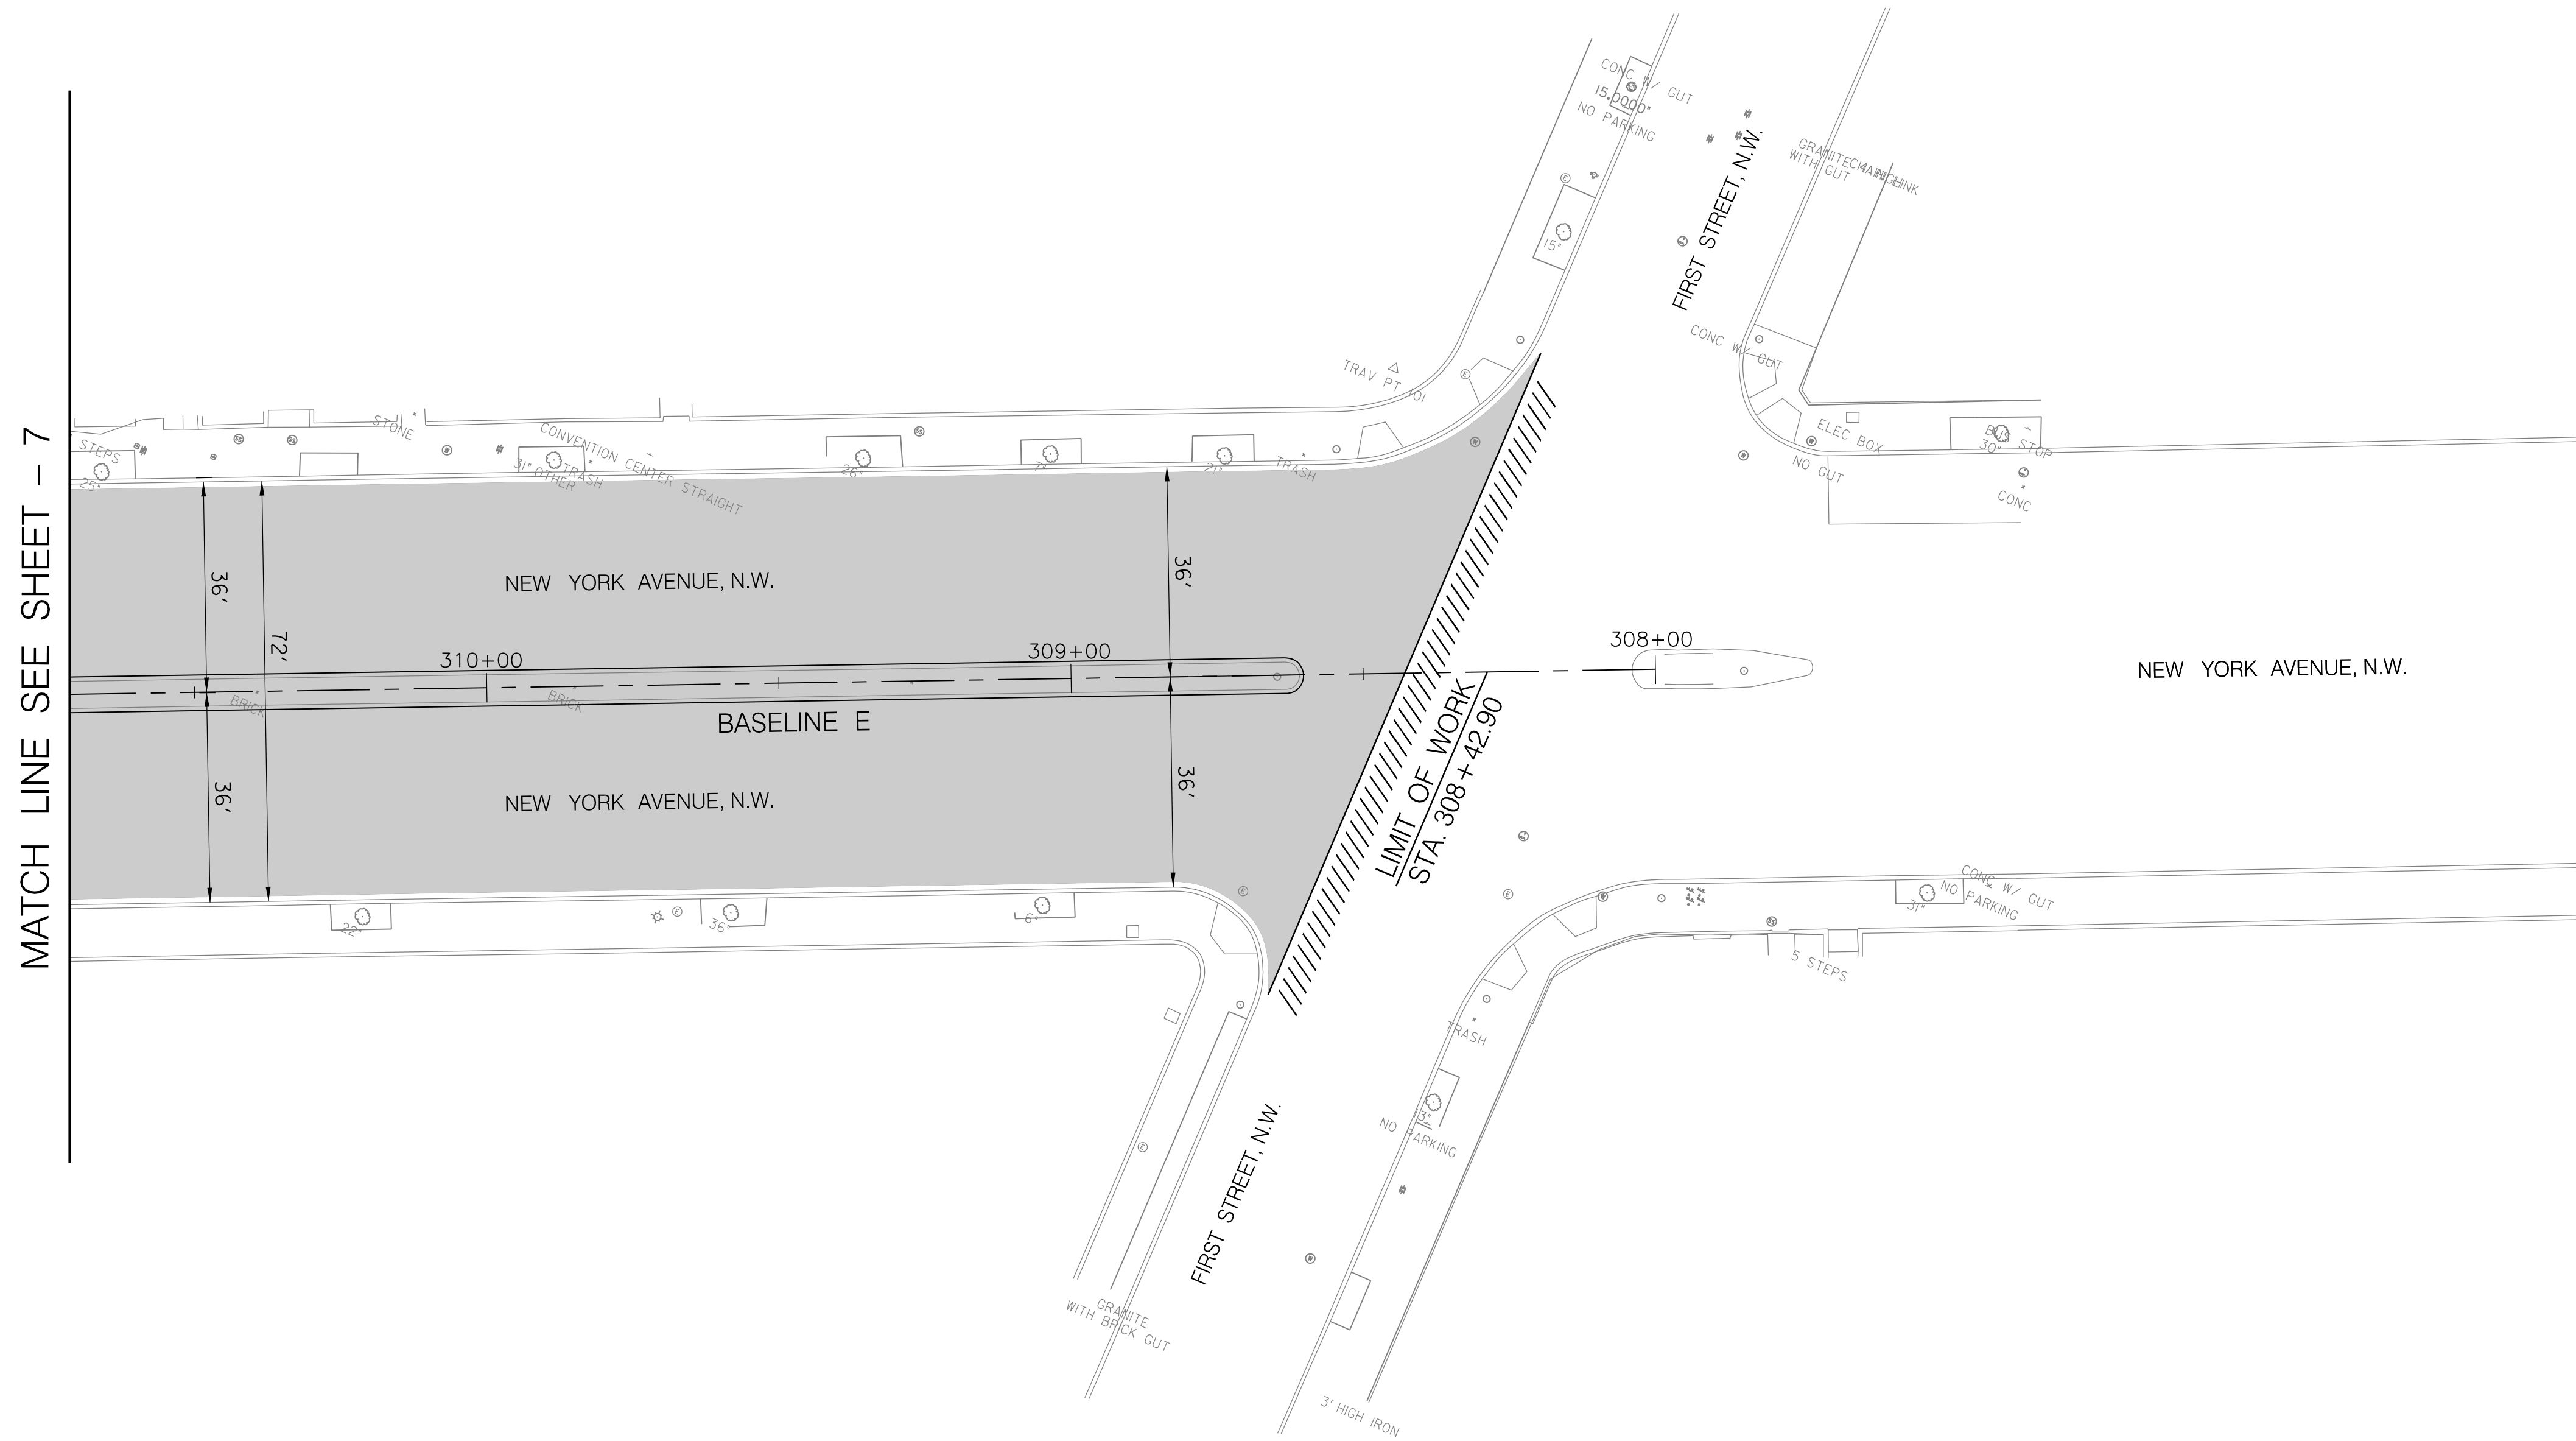 CONC W/ GUT
15.0000"
NO PARKING
FIRST STREET, N.W.
GRANITE
WITH GUT
15"
CONC W/ GUT
TRAV PT 101
MATCH LINE SEE SHEET - 7
STEPS
25"
STONE
CONVENTION CENTER STRAIGHT
31"
OTHER
TRASH
26"
7"
21"
TRASH
ELEC BOX
NO GUT
BUS STOP
30"
CONC
36'
72'
36'
NEW YORK AVENUE, N.W.
310+00
309+00
308+00
NEW YORK AVENUE, N.W.
BRICK
BRICK
BASELINE E
LIMIT OF WORK
STA. 308+42.90
36'
36'
NEW YORK AVENUE, N.W.
22"
36"
6"
CONC W/ GUT
NO PARKING
31"
5 STEPS
TRASH
13"
NO PARKING
FIRST STREET, N.W.
GRANITE
WITH BRICK GUT
3' HIGH IRON